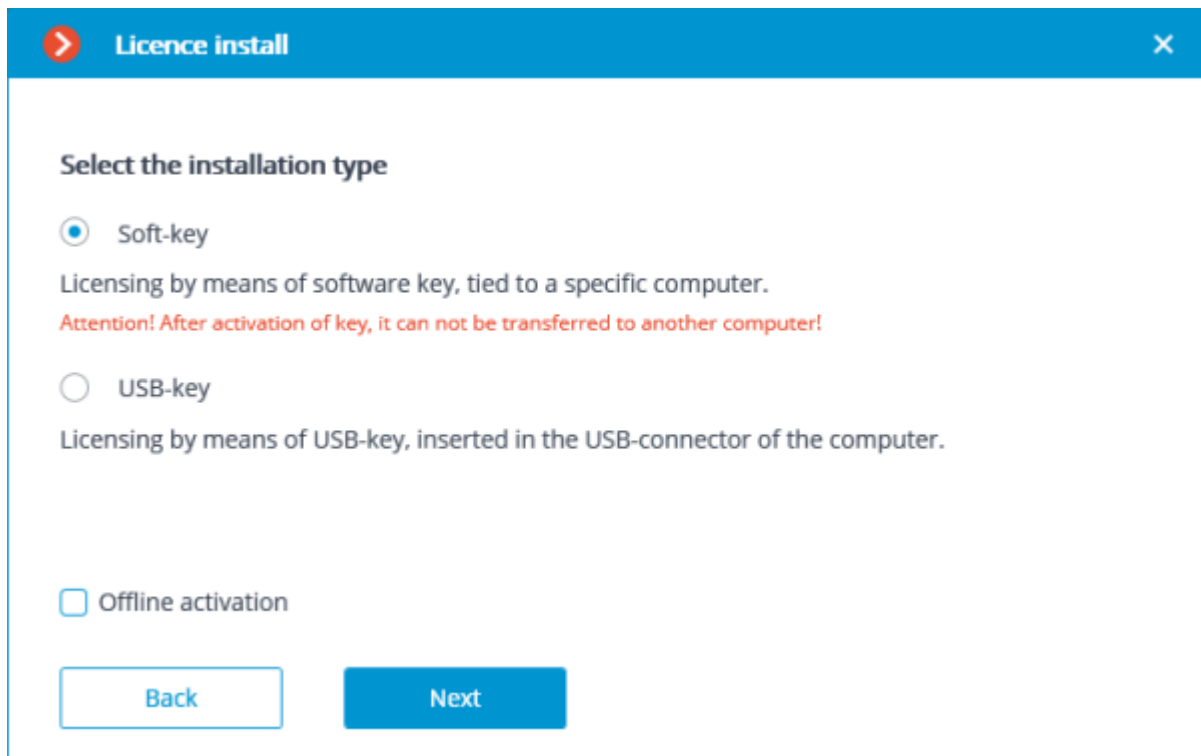 Licence install
Select the installation type
Soft-key
Licensing by means of software key, tied to a specific computer.
Attention! After activation of key, it can not be transferred to another computer!
USB-key
Licensing by means of USB-key, inserted in the USB-connector of the computer.
Offline activation
Back
Next